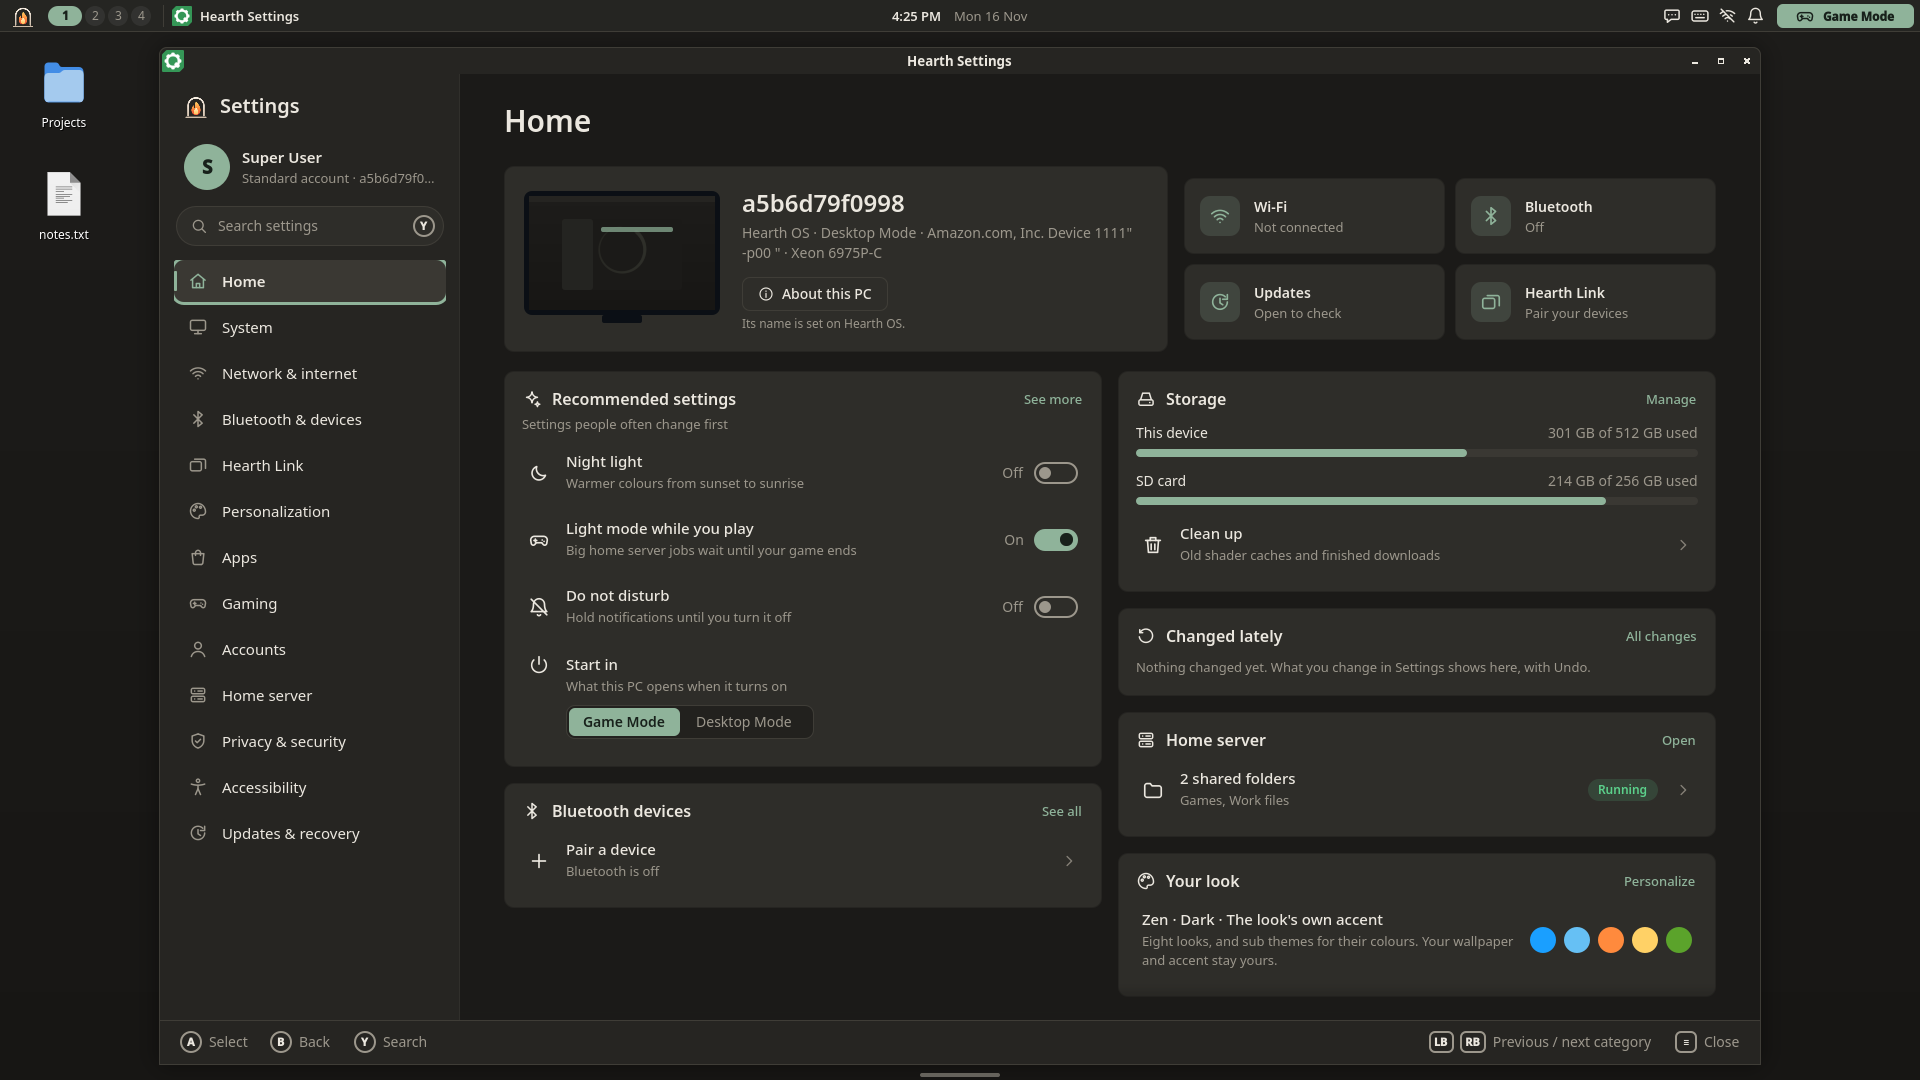 1 2 3 4 Hearth Settings 4:25 PM Mon 16 Nov Game Mode
Projects
notes.txt
Hearth Settings
Settings
S
Super User
Standard account · a5b6d79f0...
Search settings Y
Home
System
Network & internet
Bluetooth & devices
Hearth Link
Personalization
Apps
Gaming
Accounts
Home server
Privacy & security
Accessibility
Updates & recovery
Home
a5b6d79f0998
Hearth OS · Desktop Mode · Amazon.com, Inc. Device 1111"
-p00 " · Xeon 6975P-C
About this PC
Its name is set on Hearth OS.
Wi-Fi
Not connected
Bluetooth
Off
Updates
Open to check
Hearth Link
Pair your devices
Recommended settings See more
Settings people often change first
Night light
Warmer colours from sunset to sunrise
Off
Light mode while you play
Big home server jobs wait until your game ends
On
Do not disturb
Hold notifications until you turn it off
Off
Start in
What this PC opens when it turns on
Game Mode Desktop Mode
Bluetooth devices See all
Pair a device
Bluetooth is off
Storage Manage
This device 301 GB of 512 GB used
SD card 214 GB of 256 GB used
Clean up
Old shader caches and finished downloads
Changed lately All changes
Nothing changed yet. What you change in Settings shows here, with Undo.
Home server Open
2 shared folders
Games, Work files
Running
Your look Personalize
Zen · Dark · The look's own accent
Eight looks, and sub themes for their colours. Your wallpaper
and accent stay yours.
A Select B Back Y Search LB RB Previous / next category Close